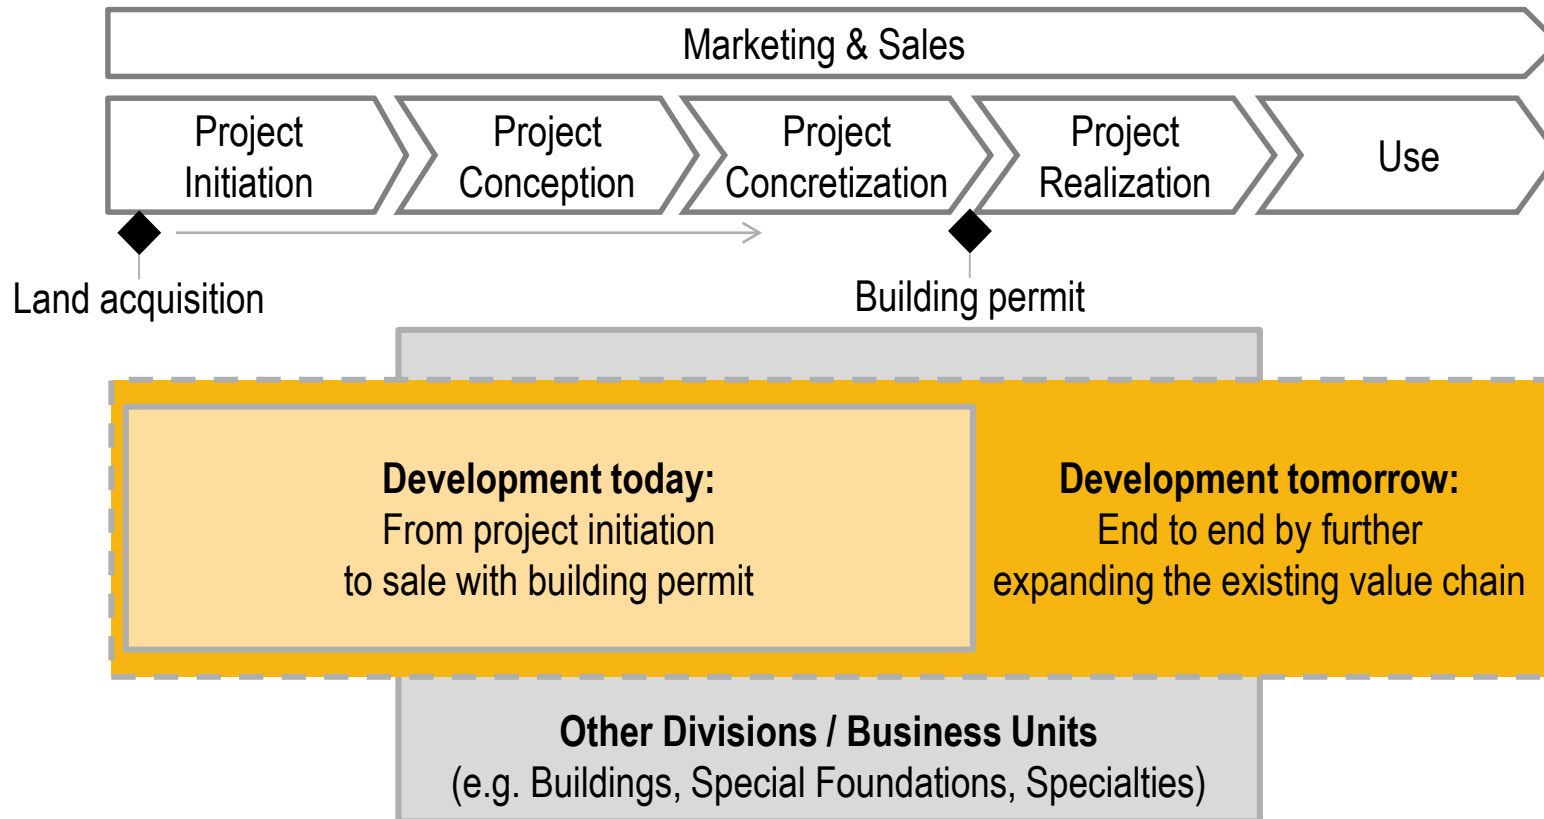 Marketing & Sales
Project
Initiation
Project
Conception
Project
Concretization
Project
Realization
Use
Land acquisition
Building permit
Development today:
From project initiation
to sale with building permit
Development tomorrow:
End to end by further
expanding the existing value chain
Other Divisions / Business Units
(e.g. Buildings, Special Foundations, Specialties)